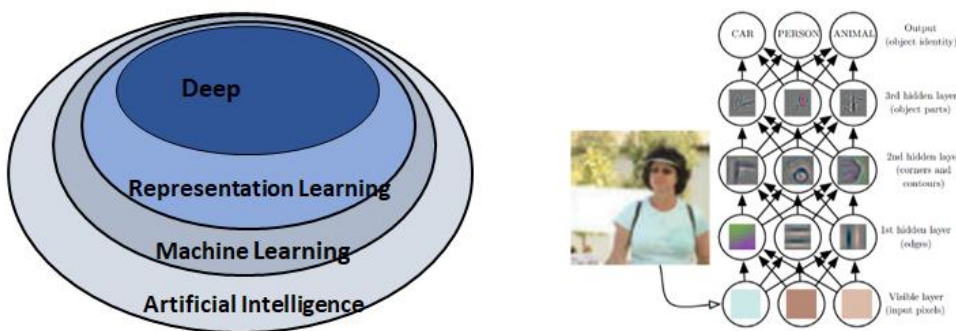 Deep
Representation Learning
Machine Learning
Artificial Intelligence
CAR PERSON ANIMAL
Output
(object identity)
3rd hidden layer
(object parts)
2nd hidden layer
(corners and
contours)
1st hidden layer
(edges)
Visible layer
(input pixels)